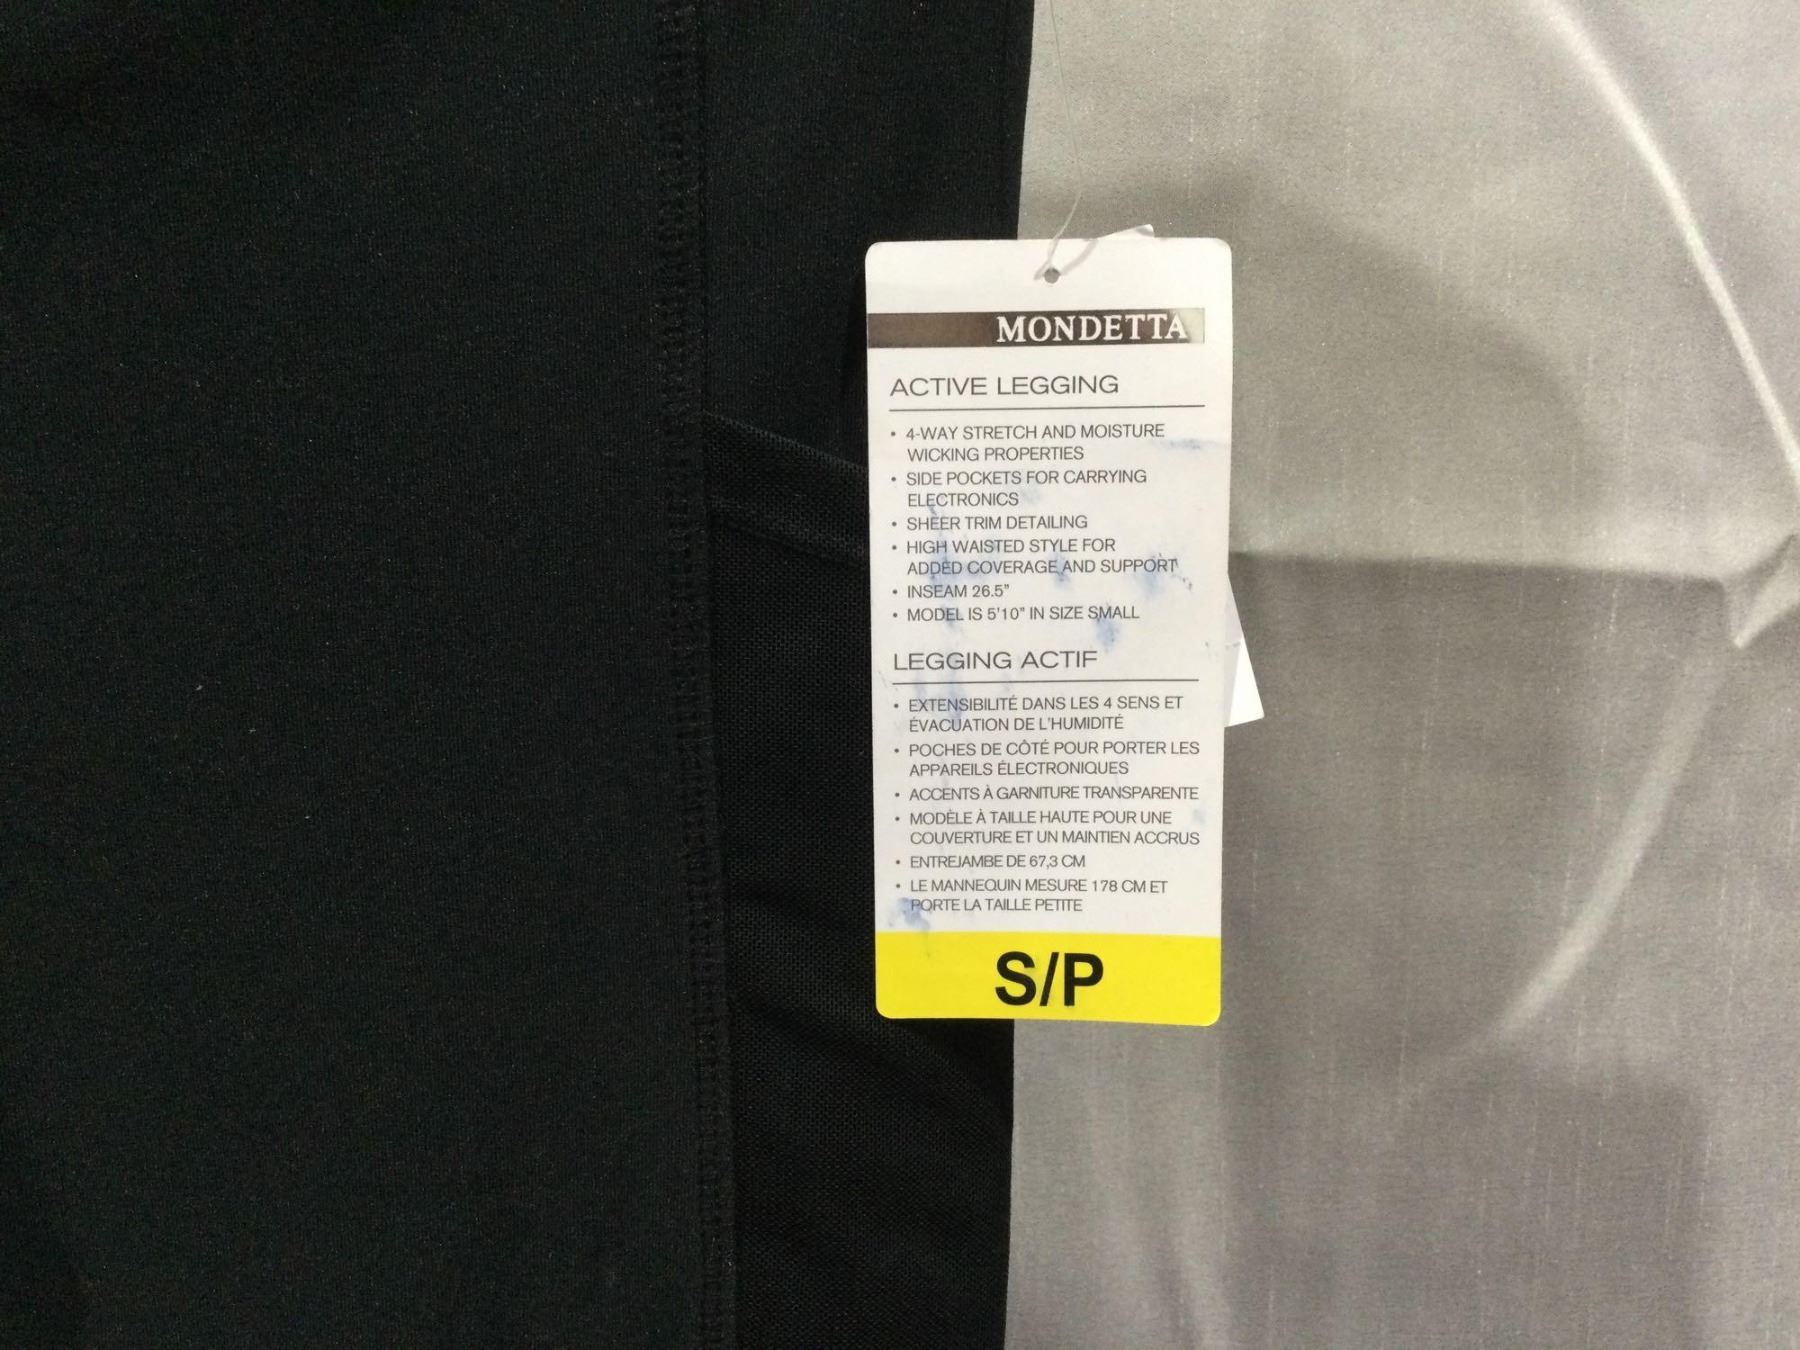 MONDETTA
ACTIVE LEGGING
• 4-WAY STRETCH AND MOISTURE
WICKING PROPERTIES
• SIDE POCKETS FOR CARRYING
ELECTRONICS
• SHEER TRIM DETAILING
• HIGH WAISTED STYLE FOR
ADDED COVERAGE AND SUPPORT
• INSEAM 26.5"
• MODEL IS 5'10" IN SIZE SMALL
LEGGING ACTIF
• EXTENSIBILITÉ DANS LES 4 SENS ET
ÉVACUATION DE L'HUMIDITÉ
• POCHES DE CÔTÉ POUR PORTER LES
APPAREILS ÉLECTRONIQUES
• ACCENTS À GARNITURE TRANSPARENTE
• MODÈLE À TAILLE HAUTE POUR UNE
COUVERTURE ET UN MAINTIEN ACCRUS
• ENTREJAMBE DE 67,3 CM
• LE MANNEQUIN MESURE 178 CM ET
PORTE LA TAILLE PETITE
S/P